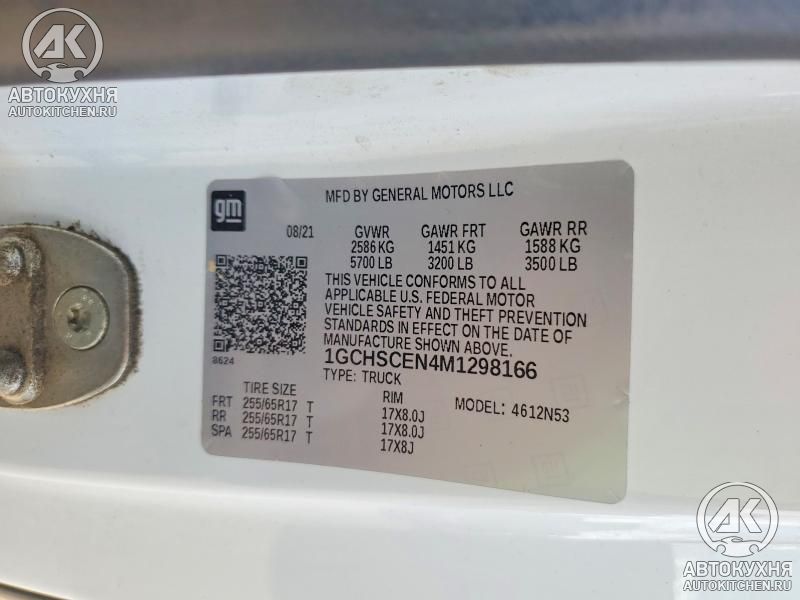 AK
АВТОКУХНЯ
AUTOKITCHEN.RU
gm
MFD BY GENERAL MOTORS LLC
08/21 GVWR GAWR FRT GAWR RR
2586 KG 1451 KG 1588 KG
5700 LB 3200 LB 3500 LB
THIS VEHICLE CONFORMS TO ALL
APPLICABLE U.S. FEDERAL MOTOR
VEHICLE SAFETY AND THEFT PREVENTION
STANDARDS IN EFFECT ON THE DATE OF
MANUFACTURE SHOWN ABOVE.
8624
1GCHSCEN4M1298166
TYPE: TRUCK
TIRE SIZE RIM MODEL: 4612N53
FRT 255/65R17 T 17X8.0J
RR 255/65R17 T 17X8.0J
SPA 255/65R17 T 17X8J
AK
АВТОКУХНЯ
AUTOKITCHEN.RU